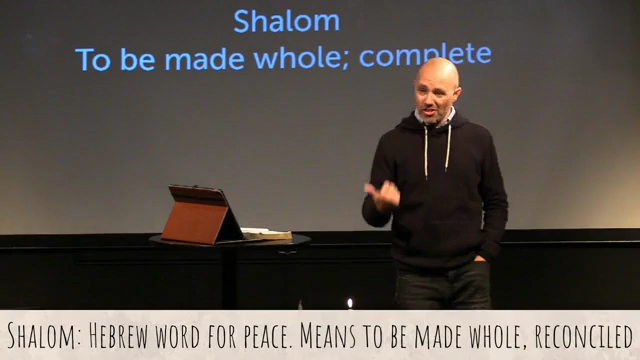 Shalom
To be made whole; complete
Shalom: Hebrew word for peace. Means to be made whole, reconciled